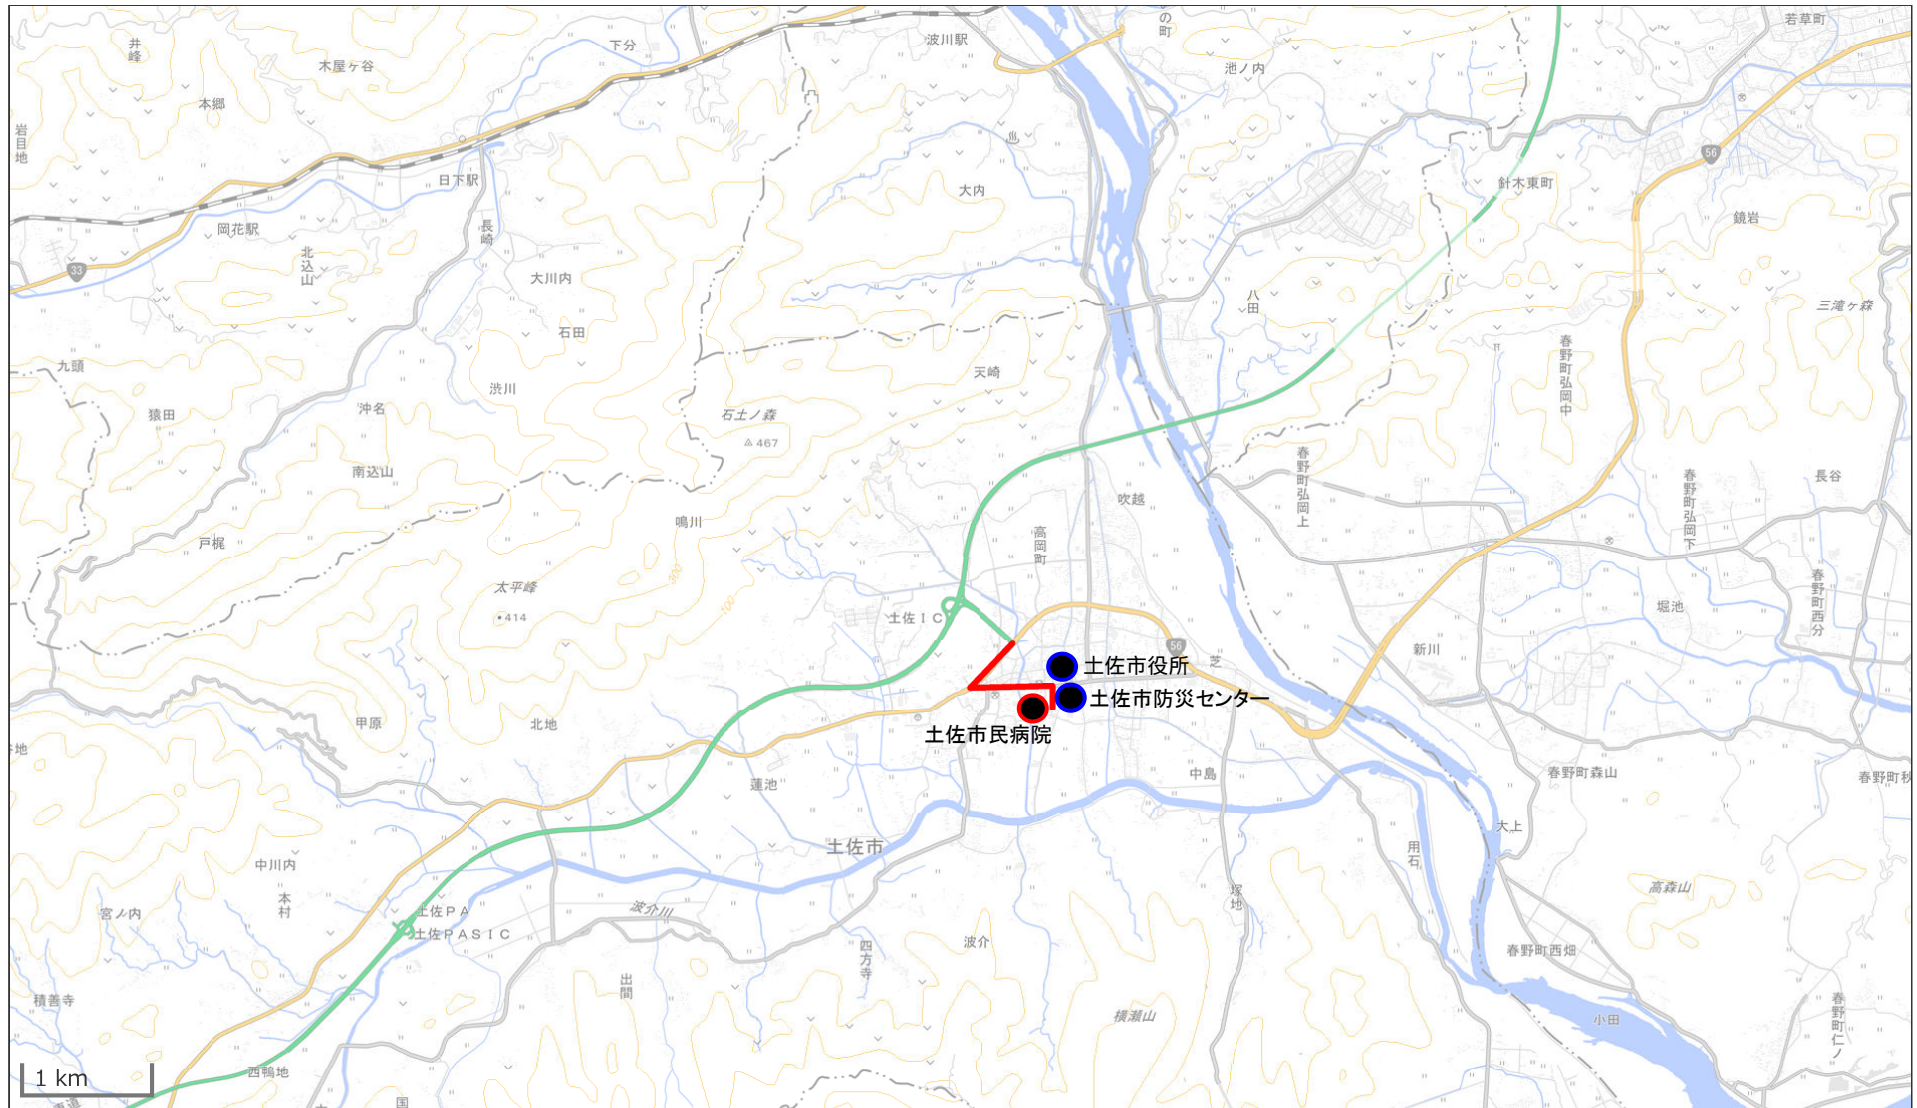 井峰
木屋ヶ谷
下分
波川駅
の町
若草町
池ノ内
本郷
岩目地
日下駅
大内
針木東町
56
岡花駅
長崎
鏡岩
北込山
33
大川内
八田
三滝ヶ森
石田
春野町弘岡中
九頭
天崎
渋川
猿田
沖名
石土ノ森
467
南込山
春野町弘岡上
春野町弘岡下
長谷
吹越
鳴川
高岡町
戸梶
太平峰
300
100
414
土佐IC
春野町西分
堀池
56
新川
芝
土佐市役所
土佐市防災センター
土佐市民病院
甲原
北地
谷地
蓮池
中島
春野町森山
春野町秋
大上
土佐市
用石
中川内
本村
高森山
塚地
宮ノ内
土佐PA
土佐PASIC
波介川
四方寺
波介
春野町西畑
出間
積善寺
横瀬山
小田
春野町仁ノ
西鴨地
1 km
国